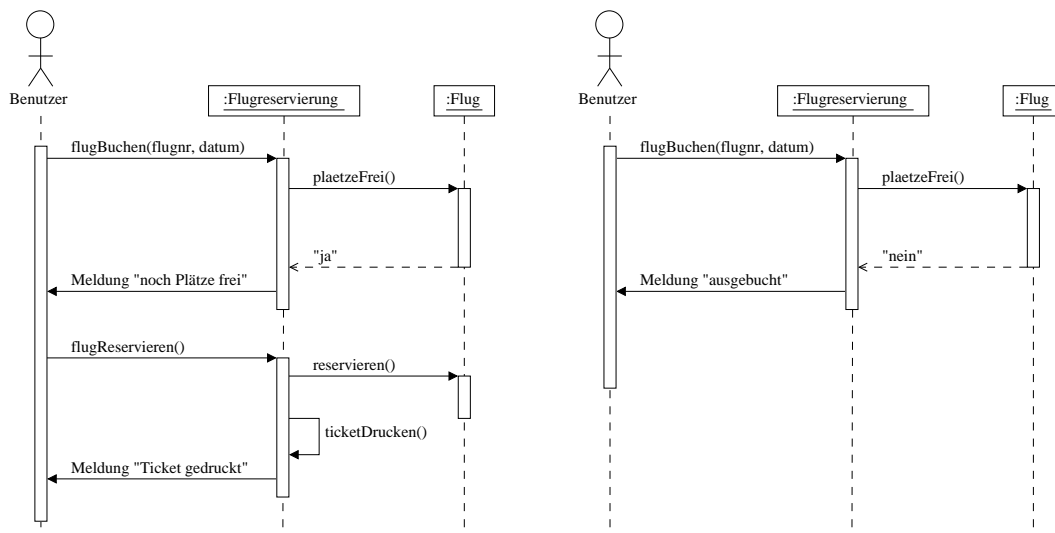 Benutzer
:Flugreservierung
:Flug
flugBuchen(flugnr, datum)
plaetzeFrei()
"ja"
Meldung "noch Plätze frei"
flugReservieren()
reservieren()
ticketDrucken()
Meldung "Ticket gedruckt"
Benutzer
:Flugreservierung
:Flug
flugBuchen(flugnr, datum)
plaetzeFrei()
"nein"
Meldung "ausgebucht"